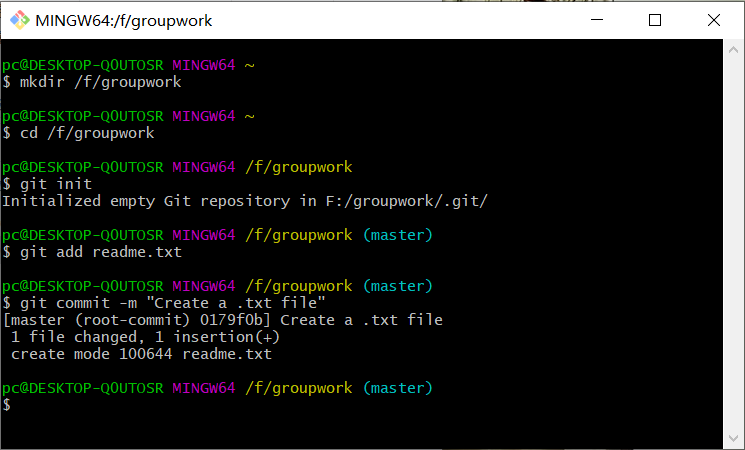 MINGW64:/f/groupwork
pc@DESKTOP-Q0UTOSR MINGW64 ~
$ mkdir /f/groupwork
pc@DESKTOP-Q0UTOSR MINGW64 ~
$ cd /f/groupwork
pc@DESKTOP-Q0UTOSR MINGW64 /f/groupwork
$ git init
Initialized empty Git repository in F:/groupwork/.git/
pc@DESKTOP-Q0UTOSR MINGW64 /f/groupwork (master)
$ git add readme.txt
pc@DESKTOP-Q0UTOSR MINGW64 /f/groupwork (master)
$ git commit -m "Create a .txt file"
[master (root-commit) 0179f0b] Create a .txt file
 1 file changed, 1 insertion(+)
 create mode 100644 readme.txt
pc@DESKTOP-Q0UTOSR MINGW64 /f/groupwork (master)
$